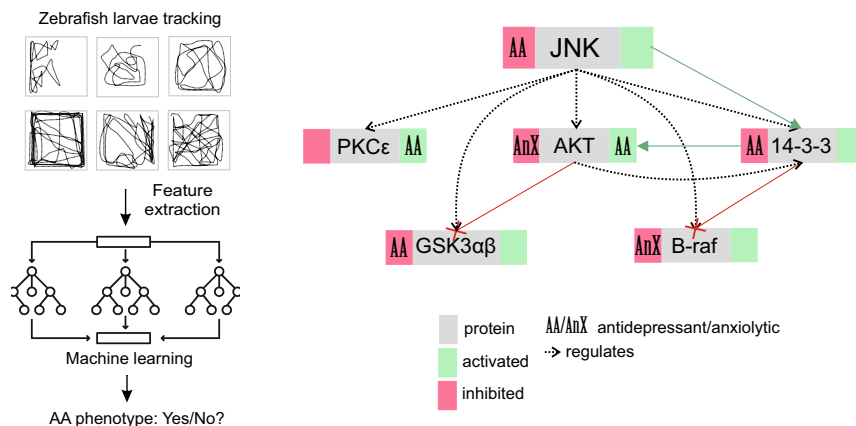 Zebrafish larvae tracking
Feature
extraction
Machine learning
AA phenotype: Yes/No?
AA JNK
PKCε AA
AnX AKT AA
AA 14-3-3
AA GSK3αβ
AnX B-raf
protein
activated
inhibited
AA/AnX antidepressant/anxiolytic
regulates